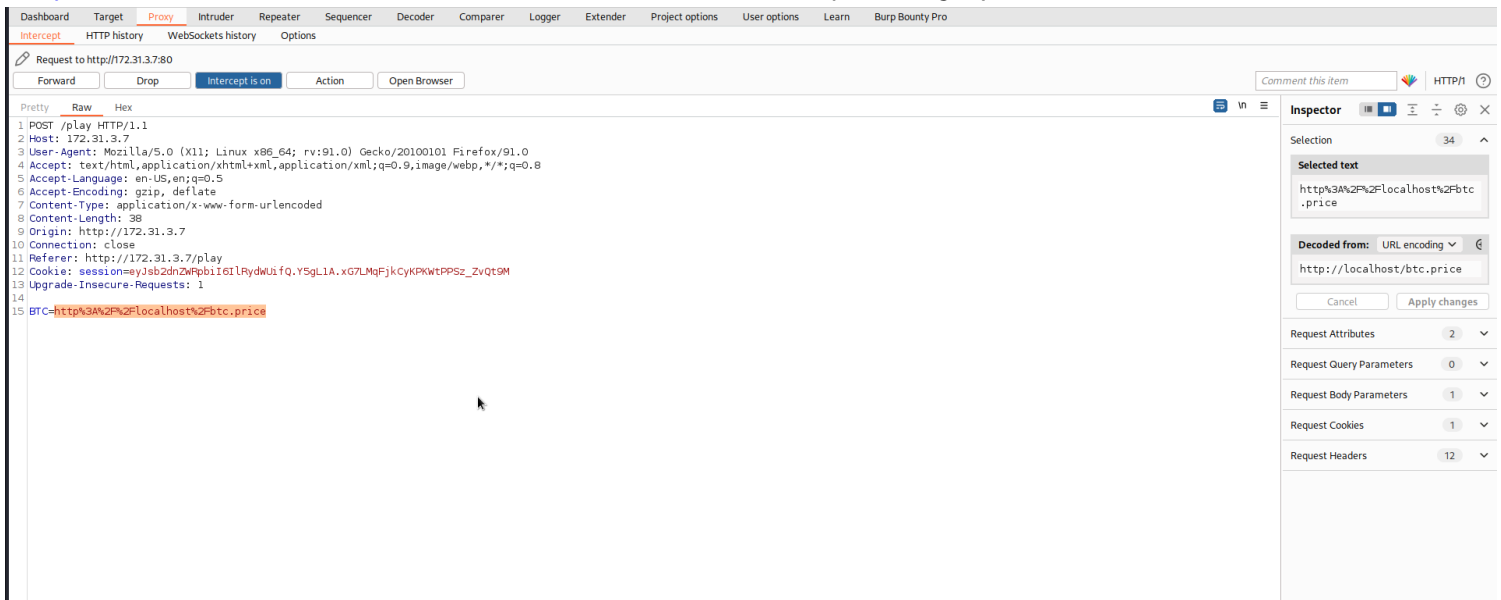 Dashboard Target Proxy Intruder Repeater Sequencer Decoder Comparer Logger Extender Project options User options Learn Burp Bounty Pro
Intercept HTTP history WebSockets history Options
Request to http://172.31.3.7:80
Forward Drop Intercept is on Action Open Browser Comment this item HTTP/1
Pretty Raw Hex \n
Inspector
1 POST /play HTTP/1.1
2 Host: 172.31.3.7
3 User-Agent: Mozilla/5.0 (X11; Linux x86_64; rv:91.0) Gecko/20100101 Firefox/91.0
4 Accept: text/html,application/xhtml+xml,application/xml;q=0.9,image/webp,*/*;q=0.8
5 Accept-Language: en-US,en;q=0.5
6 Accept-Encoding: gzip, deflate
7 Content-Type: application/x-www-form-urlencoded
8 Content-Length: 38
9 Origin: http://172.31.3.7
10 Connection: close
11 Referer: http://172.31.3.7/play
12 Cookie: session=eyJsb2dnZWRpbiI6IlRydWUifQ.Y5gL1A.xG7LMqFjkCyKPKWtPPSz_ZvQt9M
13 Upgrade-Insecure-Requests: 1
14
15 BTC=http%3A%2F%2Flocalhost%2Fbtc.price
Selection 34
Selected text
http%3A%2F%2Flocalhost%2Fbtc
.price
Decoded from: URL encoding
http://localhost/btc.price
Cancel Apply changes
Request Attributes 2
Request Query Parameters 0
Request Body Parameters 1
Request Cookies 1
Request Headers 12